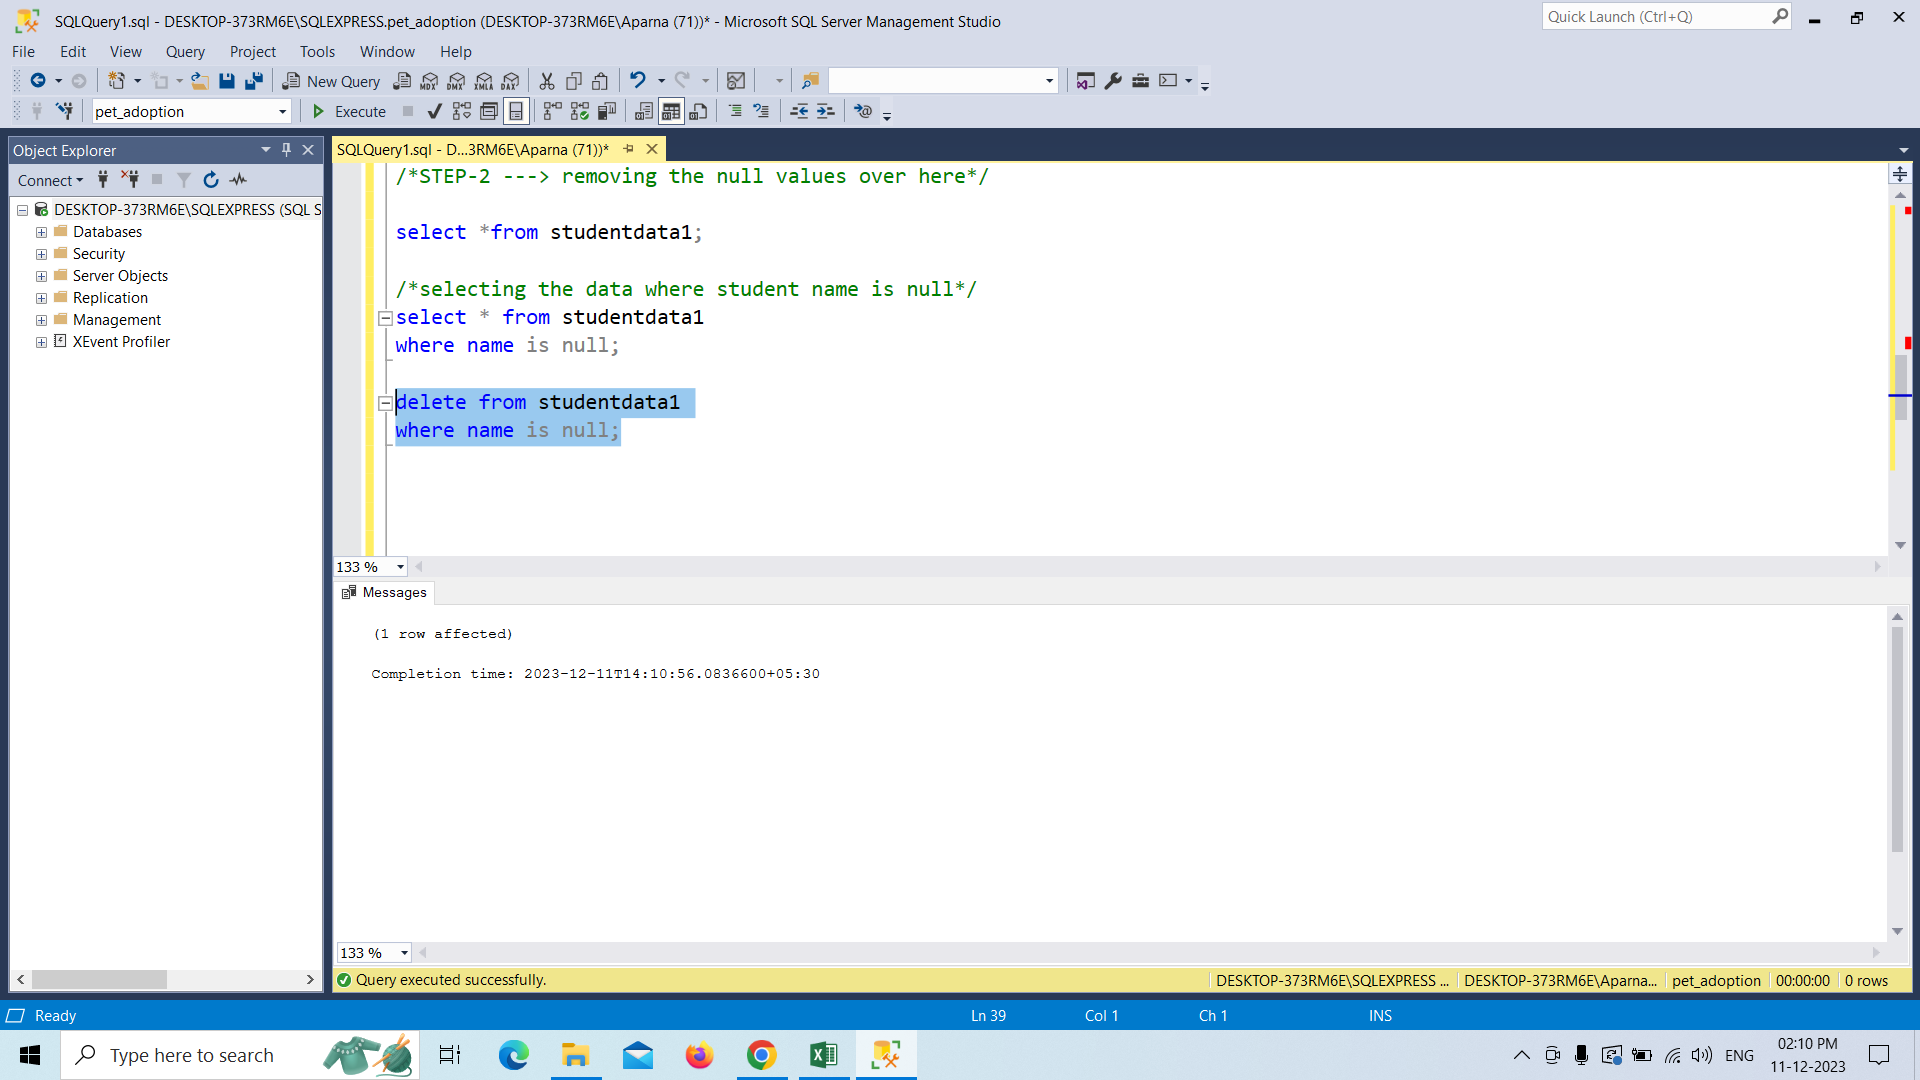 SQLQuery1.sql - DESKTOP-373RM6E\SQLEXPRESS.pet_adoption (DESKTOP-373RM6E\Aparna (71))* - Microsoft SQL Server Management Studio
Quick Launch (Ctrl+Q)
File Edit View Query Project Tools Window Help
New Query MDX DMX XMLA DAX
pet_adoption Execute
Object Explorer
SQLQuery1.sql - D...3RM6E\Aparna (71))*
Connect
DESKTOP-373RM6E\SQLEXPRESS (SQL S
Databases
Security
Server Objects
Replication
Management
XEvent Profiler
/*STEP-2 ---> removing the null values over here*/
select *from studentdata1;
/*selecting the data where student name is null*/
select * from studentdata1
where name is null;
delete from studentdata1
where name is null;
133 %
Messages
(1 row affected)
Completion time: 2023-12-11T14:10:56.0836600+05:30
133 %
Query executed successfully.
DESKTOP-373RM6E\SQLEXPRESS ... DESKTOP-373RM6E\Aparna... pet_adoption 00:00:00 0 rows
Ready Ln 39 Col 1 Ch 1 INS
Type here to search
ENG
02:10 PM
11-12-2023